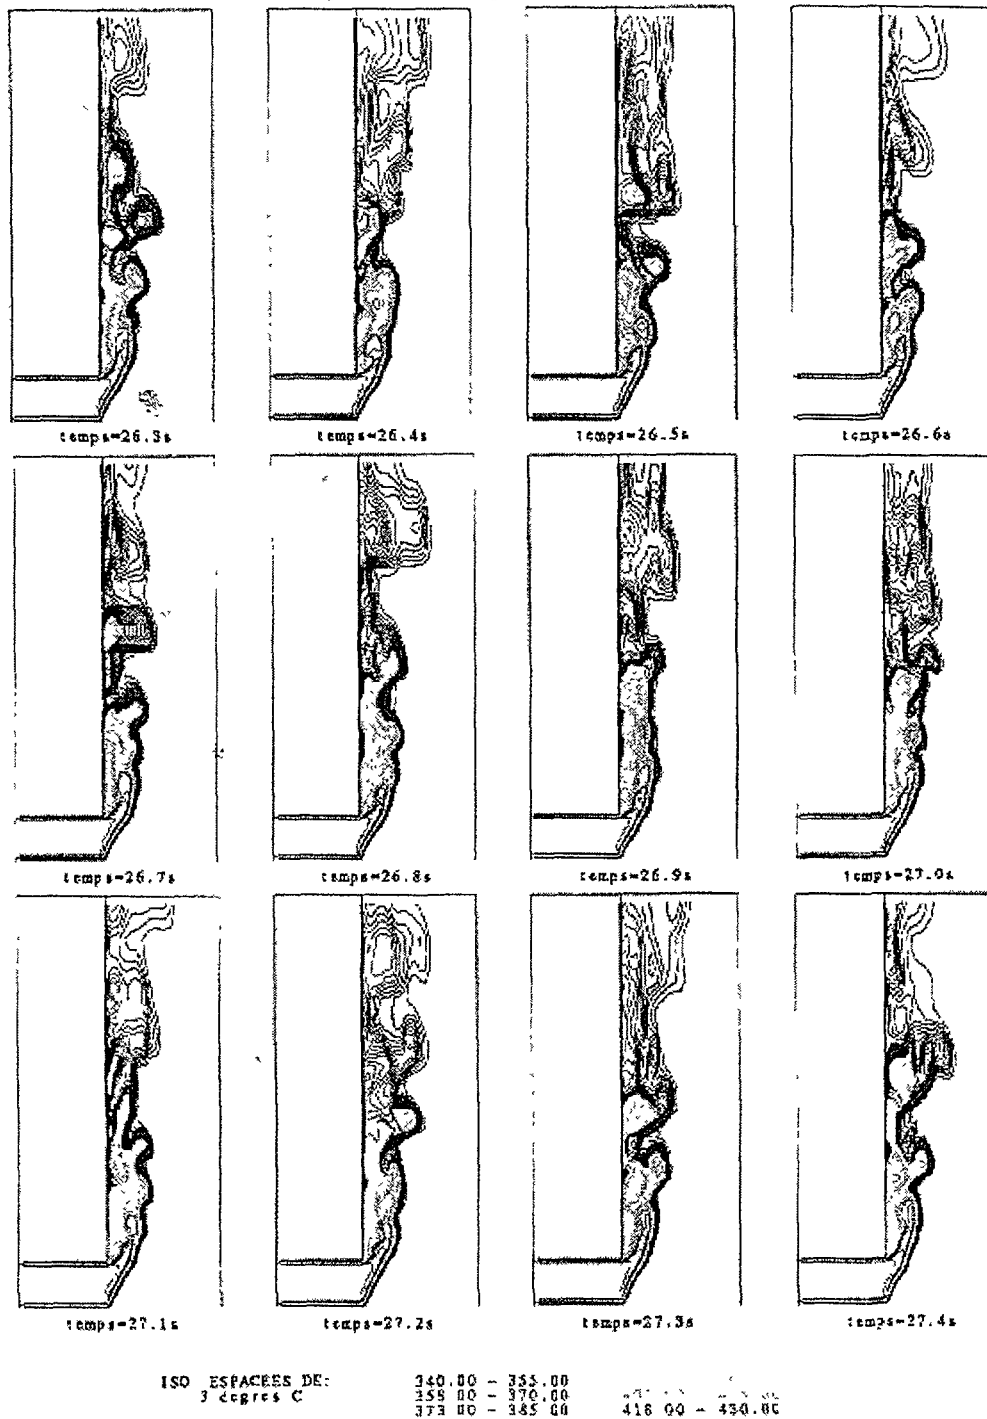 temps=26.3s temps=26.4s temps=26.5s temps=26.6s
temps=26.7s temps=26.8s temps=26.9s temps=27.0s
temps=27.1s temps=27.2s temps=27.3s temps=27.4s
ISO ESPACEES DE: 340.00 - 355.00
3 degres C 358.00 - 370.00
373.00 - 385.00 418.00 - 430.00